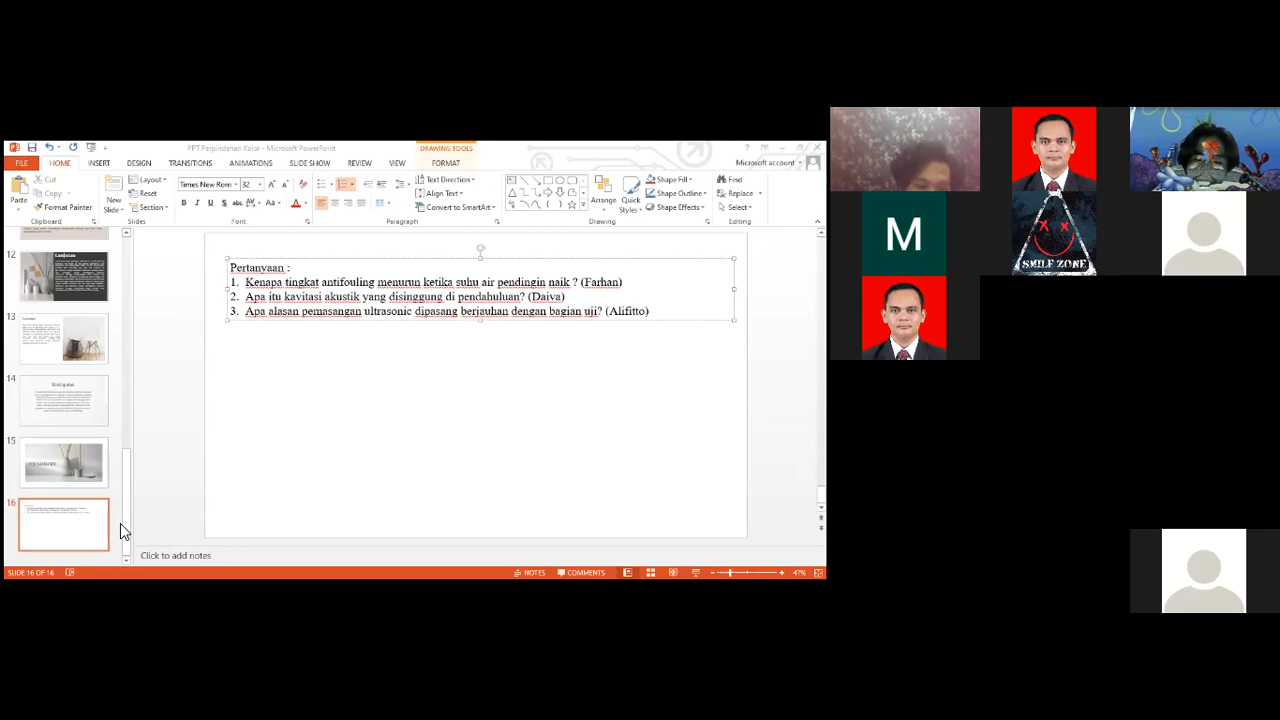 PPT Perpindahan Kalor - Microsoft PowerPoint
DRAWING TOOLS
FILE HOME INSERT DESIGN TRANSITIONS ANIMATIONS SLIDE SHOW REVIEW VIEW FORMAT Microsoft account
Paste
Cut
Copy
Format Painter
Clipboard
New Slide
Layout
Reset
Section
Slides
Times New Rom 32
Font
Text Direction
Align Text
Convert to SmartArt
Paragraph
Arrange
Quick Styles
Shape Fill
Shape Outline
Shape Effects
Drawing
Find
Replace
Select
Editing
12
Lanjutan
13
14
15
16
Pertanyaan :
1. Kenapa tingkat antifouling menurun ketika suhu air pendingin naik ? (Farhan)
2. Apa itu kavitasi akustik yang disinggung di pendahuluan? (Daiva)
3. Apa alasan pemasangan ultrasonic dipasang berjauhan dengan bagian uji? (Alifitto)
Click to add notes
SLIDE 16 OF 16 NOTES COMMENTS 47%
M
SMILE ZONE